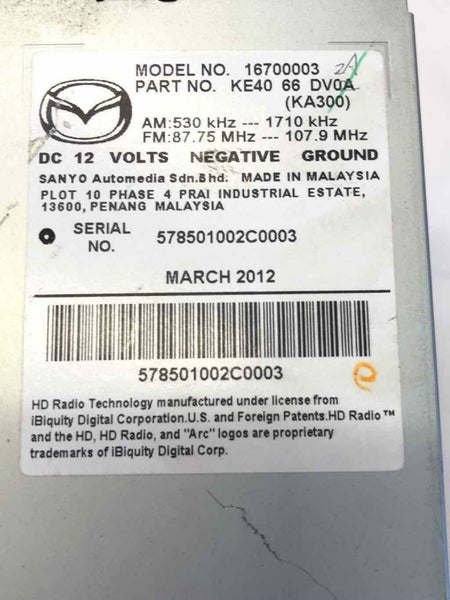 MODEL NO. 16700003
PART NO. KE40 66 DV0A
(KA300)
AM:530 kHz --- 1710 kHz
FM:87.75 MHz --- 107.9 MHz
DC 12 VOLTS NEGATIVE GROUND
SANYO Automedia Sdn.Bhd. MADE IN MALAYSIA
PLOT 10 PHASE 4 PRAI INDUSTRIAL ESTATE,
13600, PENANG MALAYSIA
SERIAL NO. 578501002C0003
MARCH 2012
578501002C0003
HD Radio Technology manufactured under license from
iBiquity Digital Corporation.U.S. and Foreign Patents.HD Radio™
and the HD, HD Radio, and "Arc" logos are proprietary
trademarks of iBiquity Digital Corp.